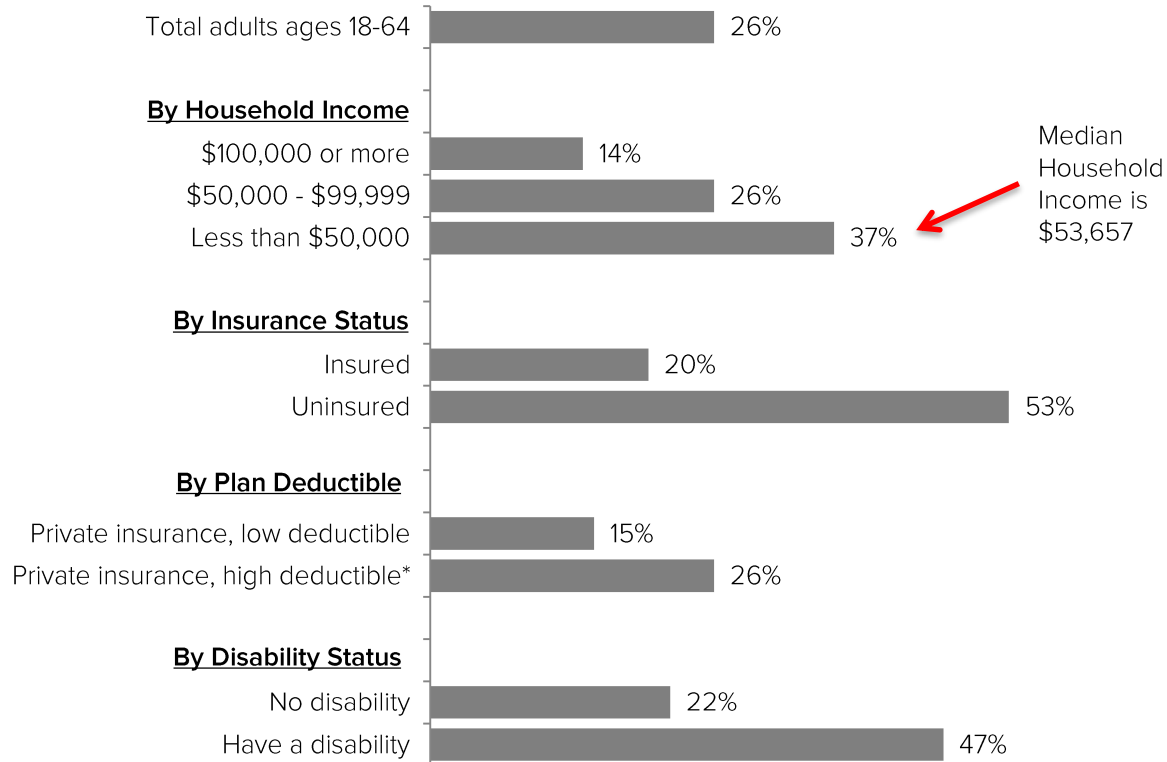 Total adults ages 18-64 26%
By Household Income
$100,000 or more 14%
$50,000 - $99,999 26%
Less than $50,000 37%
Median
Household
Income is
$53,657
By Insurance Status
Insured 20%
Uninsured 53%
By Plan Deductible
Private insurance, low deductible 15%
Private insurance, high deductible* 26%
By Disability Status
No disability 22%
Have a disability 47%